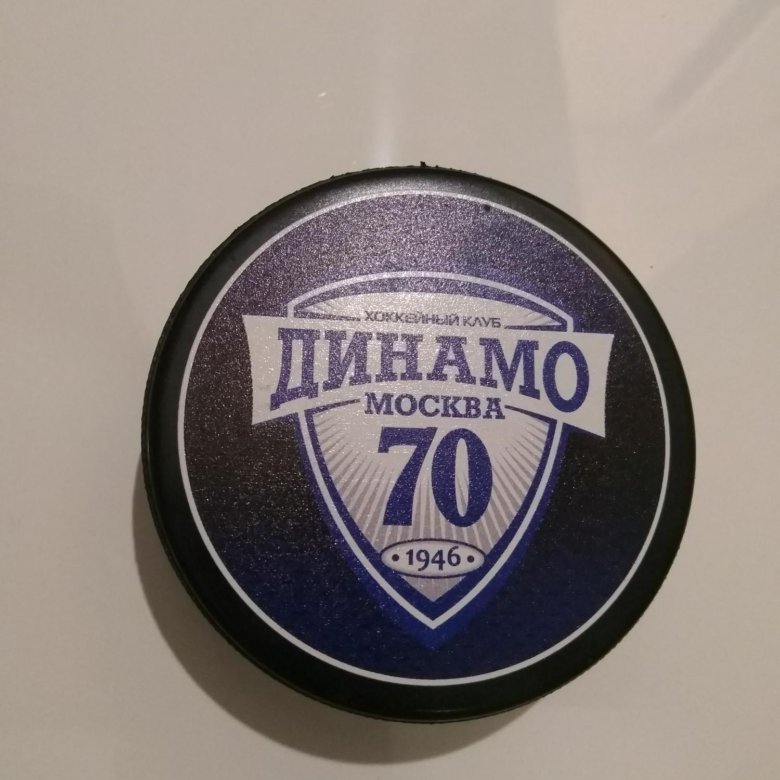 ХОККЕЙНЫЙ КЛУБ
ДИНАМО
МОСКВА
70
•1946•